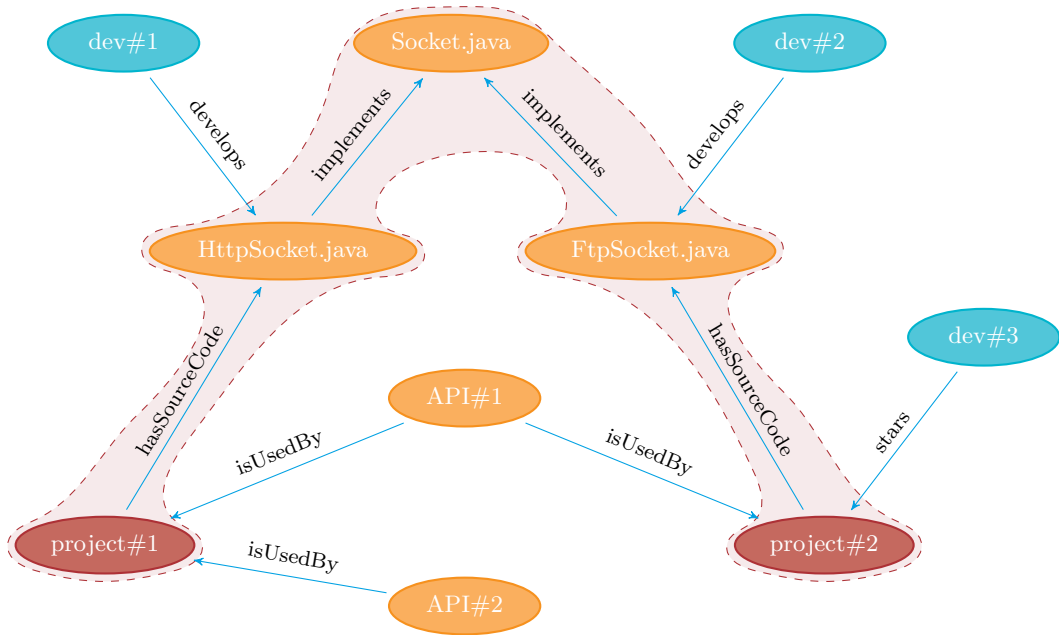 dev#1
Socket.java
dev#2
develops
implements
implements
develops
HttpSocket.java
FtpSocket.java
dev#3
hasSourceCode
hasSourceCode
API#1
stars
isUsedBy
isUsedBy
project#1
project#2
isUsedBy
API#2